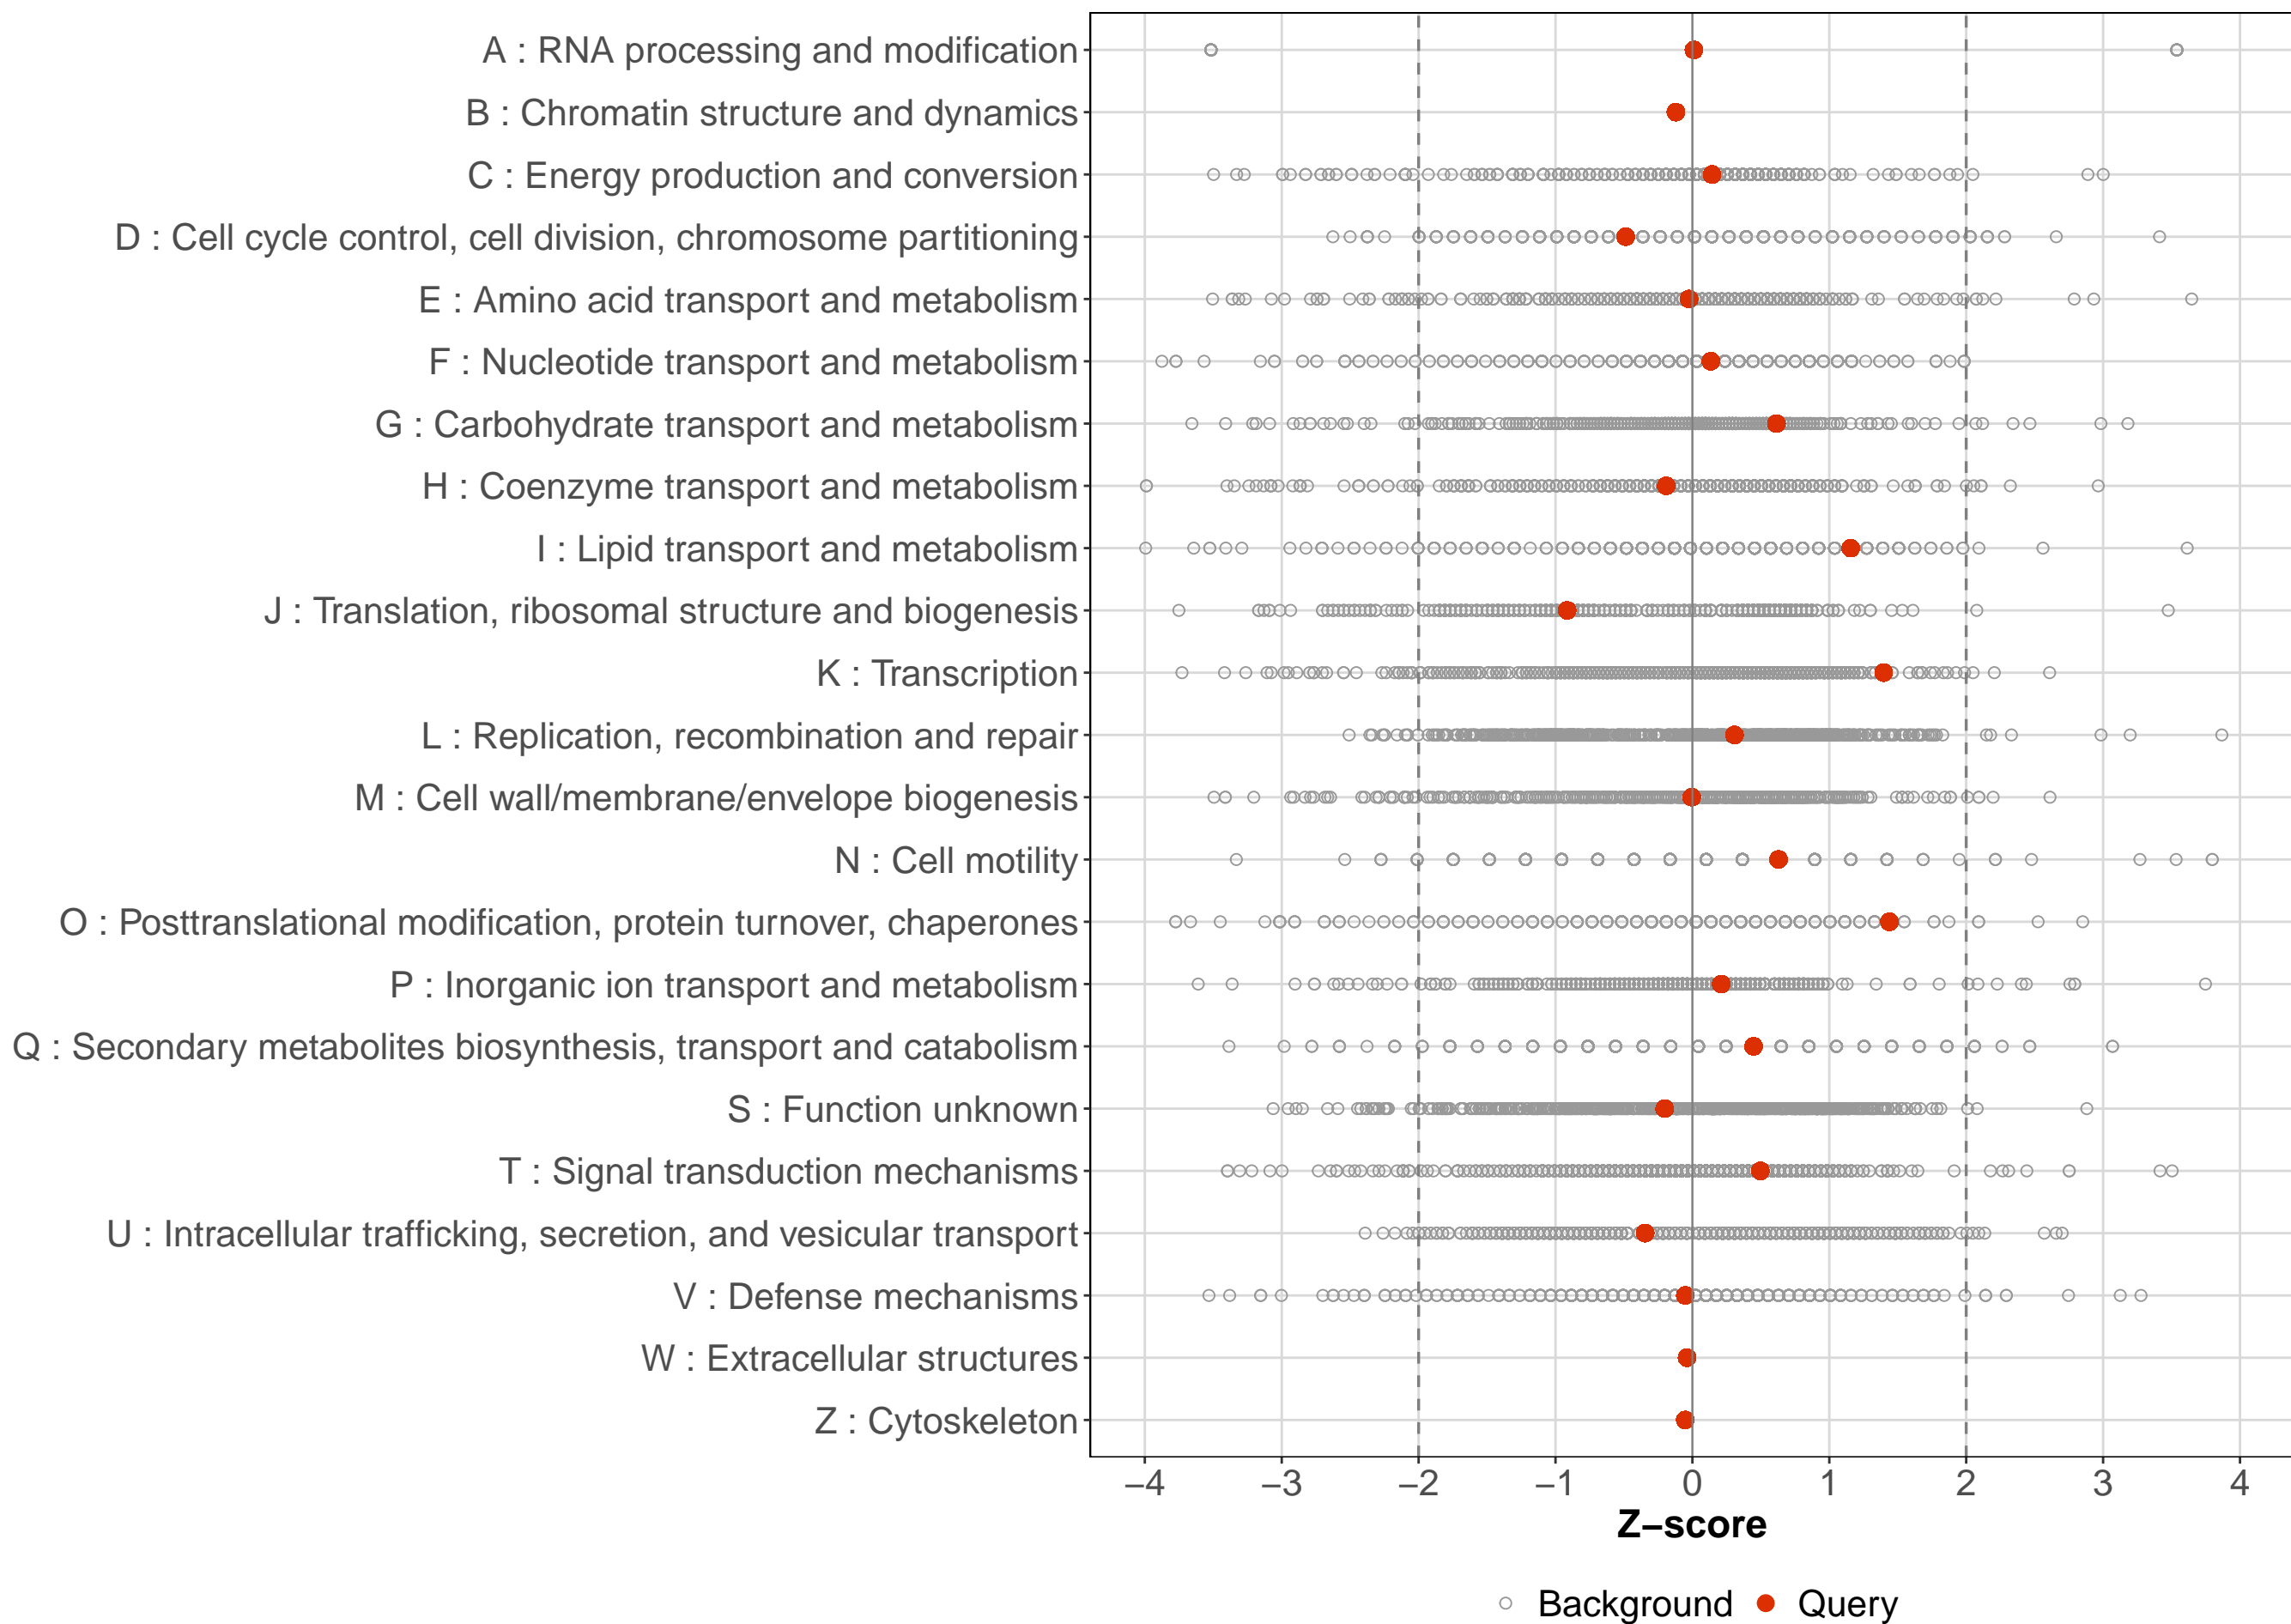 A : RNA processing and modification
B : Chromatin structure and dynamics
C : Energy production and conversion
D : Cell cycle control, cell division, chromosome partitioning
E : Amino acid transport and metabolism
F : Nucleotide transport and metabolism
G : Carbohydrate transport and metabolism
H : Coenzyme transport and metabolism
I : Lipid transport and metabolism
J : Translation, ribosomal structure and biogenesis
K : Transcription
L : Replication, recombination and repair
M : Cell wall/membrane/envelope biogenesis
N : Cell motility
O : Posttranslational modification, protein turnover, chaperones
P : Inorganic ion transport and metabolism
Q : Secondary metabolites biosynthesis, transport and catabolism
S : Function unknown
T : Signal transduction mechanisms
U : Intracellular trafficking, secretion, and vesicular transport
V : Defense mechanisms
W : Extracellular structures
Z : Cytoskeleton
−4 −3 −2 −1 0 1 2 3 4
Z−score
Background Query